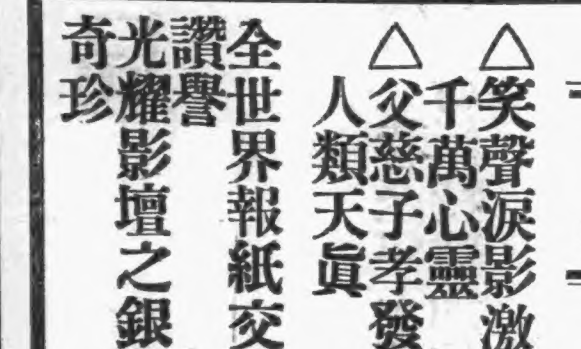 △笑聲淚影激
千萬心靈
△父慈子孝發
人類天眞
全世界報紙交
讚譽
光耀影壇之銀
奇珍